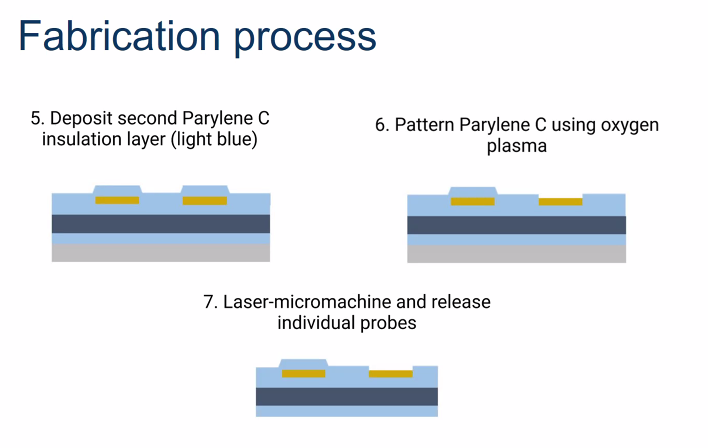 Fabrication process
5. Deposit second Parylene C
insulation layer (light blue)
6. Pattern Parylene C using oxygen
plasma
7. Laser-micromachine and release
individual probes